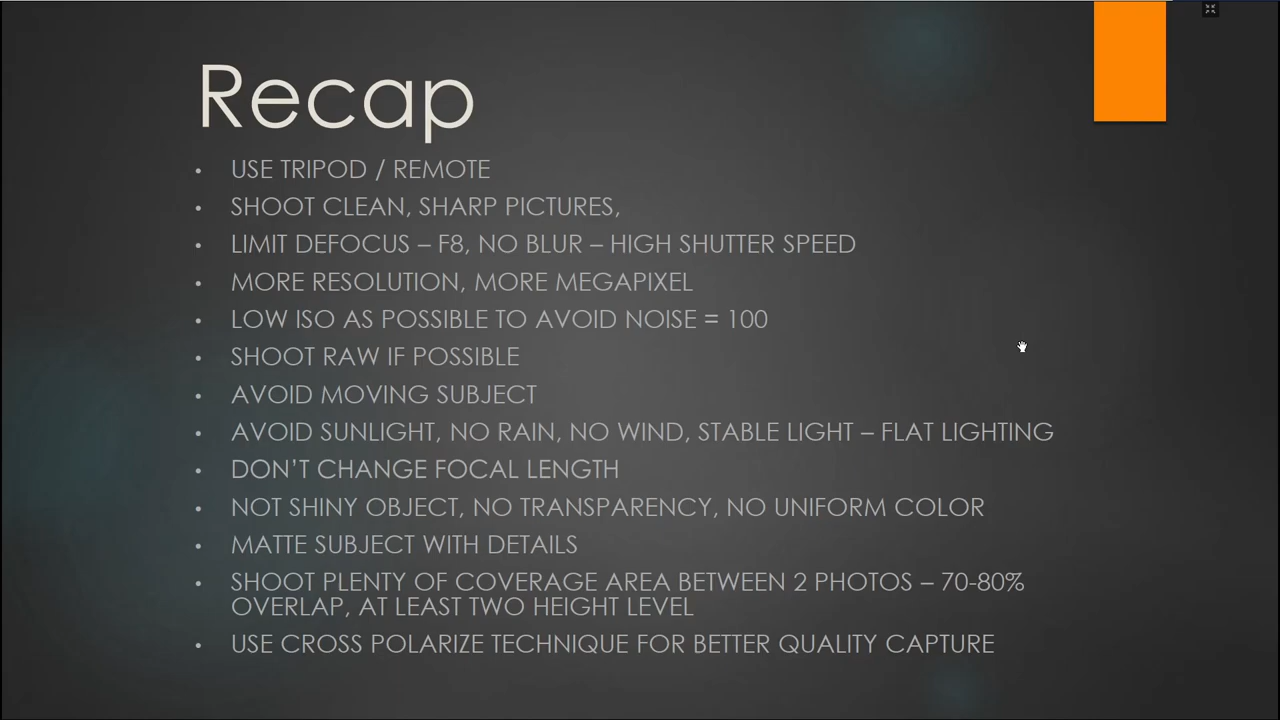 Recap
• USE TRIPOD / REMOTE
• SHOOT CLEAN, SHARP PICTURES,
• LIMIT DEFOCUS – F8, NO BLUR – HIGH SHUTTER SPEED
• MORE RESOLUTION, MORE MEGAPIXEL
• LOW ISO AS POSSIBLE TO AVOID NOISE = 100
• SHOOT RAW IF POSSIBLE
• AVOID MOVING SUBJECT
• AVOID SUNLIGHT, NO RAIN, NO WIND, STABLE LIGHT – FLAT LIGHTING
• DON’T CHANGE FOCAL LENGTH
• NOT SHINY OBJECT, NO TRANSPARENCY, NO UNIFORM COLOR
• MATTE SUBJECT WITH DETAILS
• SHOOT PLENTY OF COVERAGE AREA BETWEEN 2 PHOTOS – 70-80%
OVERLAP, AT LEAST TWO HEIGHT LEVEL
• USE CROSS POLARIZE TECHNIQUE FOR BETTER QUALITY CAPTURE